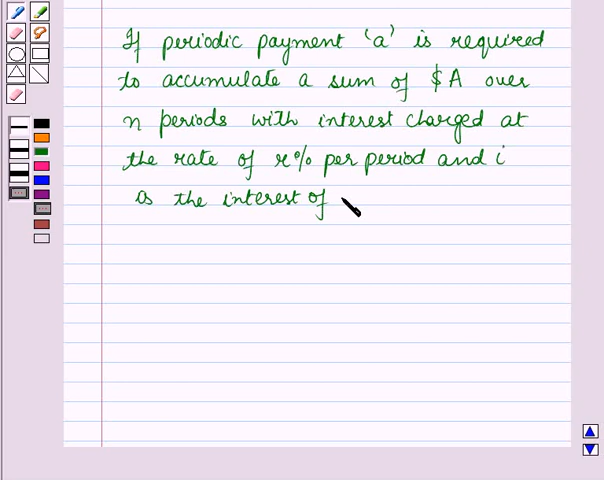 If periodic payment 'a' is required
to accumulate a sum of $A over
n periods with interest charged at
the rate of r% per period and i
is the interest of